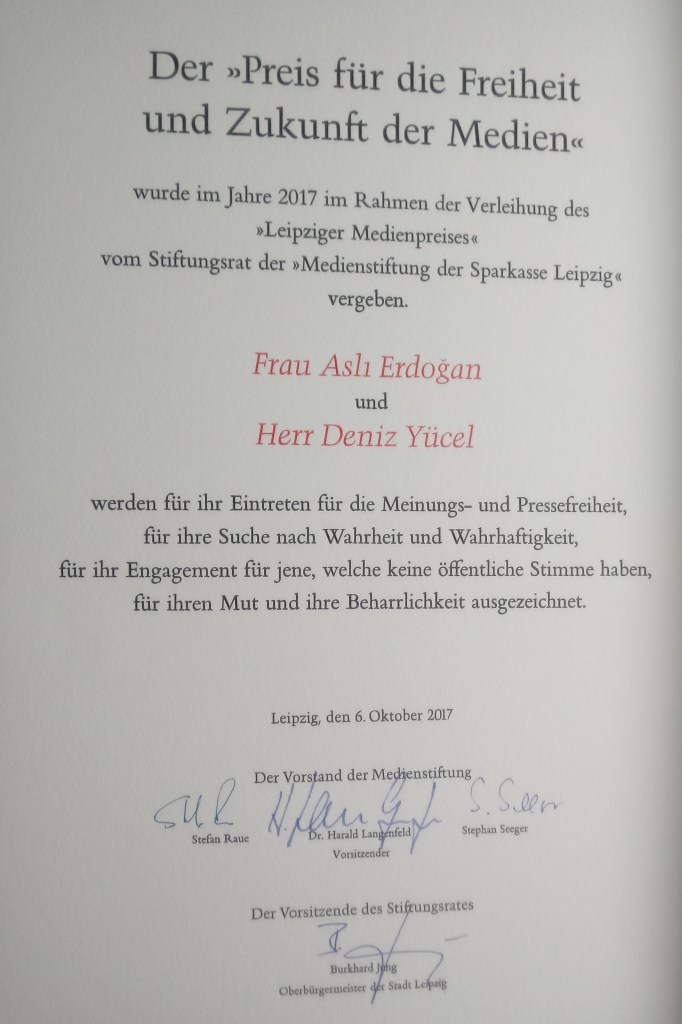 Der »Preis für die Freiheit
und Zukunft der Medien«
wurde im Jahre 2017 im Rahmen der Verleihung des
»Leipziger Medienpreises«
vom Stiftungsrat der »Medienstiftung der Sparkasse Leipzig«
vergeben.
Frau Aslı Erdoğan
und
Herr Deniz Yücel
werden für ihr Eintreten für die Meinungs- und Pressefreiheit,
für ihre Suche nach Wahrheit und Wahrhaftigkeit,
für ihr Engagement für jene, welche keine öffentliche Stimme haben,
für ihren Mut und ihre Beharrlichkeit ausgezeichnet.
Leipzig, den 6. Oktober 2017
Der Vorstand der Medienstiftung
S. Seeger
Stefan Raue Dr. Harald Langenfeld Stephan Seeger
Vorsitzender
Der Vorsitzende des Stiftungsrates
Burkhard Jung
Oberbürgermeister der Stadt Leipzig